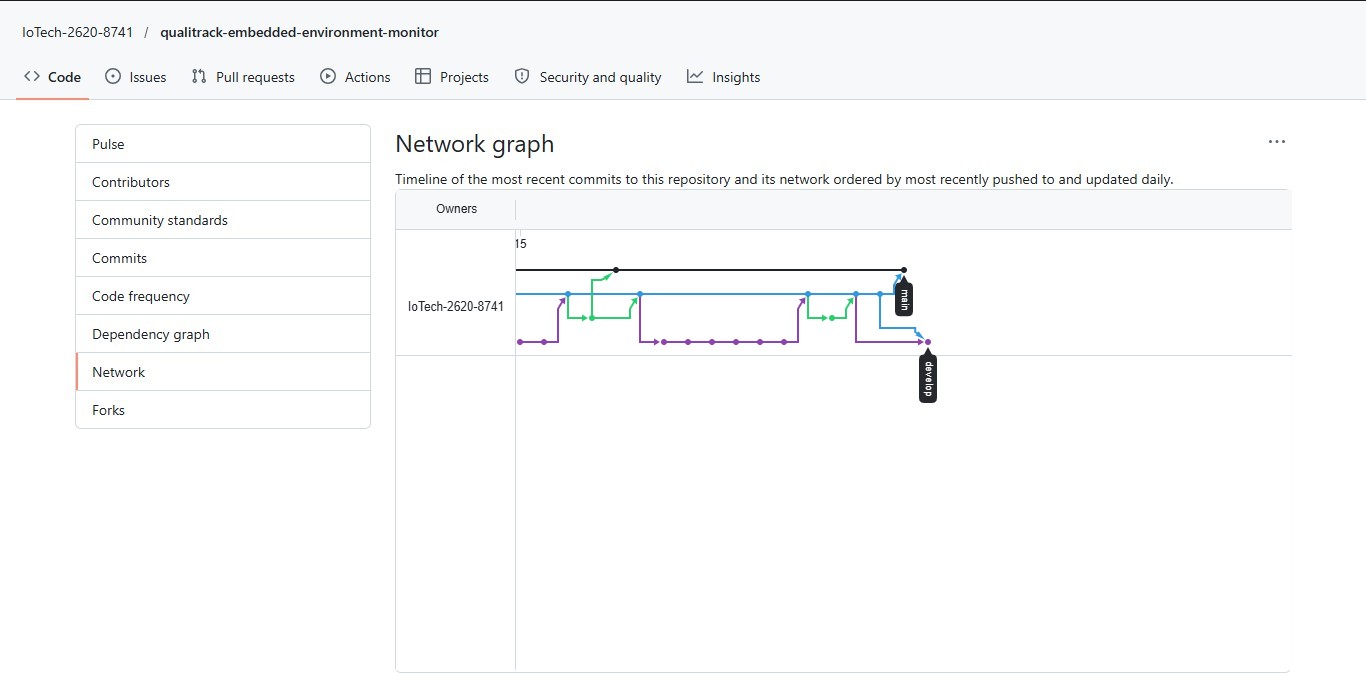 IoTech-2620-8741 / qualitrack-embedded-environment-monitor
Code Issues Pull requests Actions Projects Security and quality Insights
Pulse
Contributors
Community standards
Commits
Code frequency
Dependency graph
Network
Forks
Network graph
Timeline of the most recent commits to this repository and its network ordered by most recently pushed to and updated daily.
Owners
15
IoTech-2620-8741
main
develop